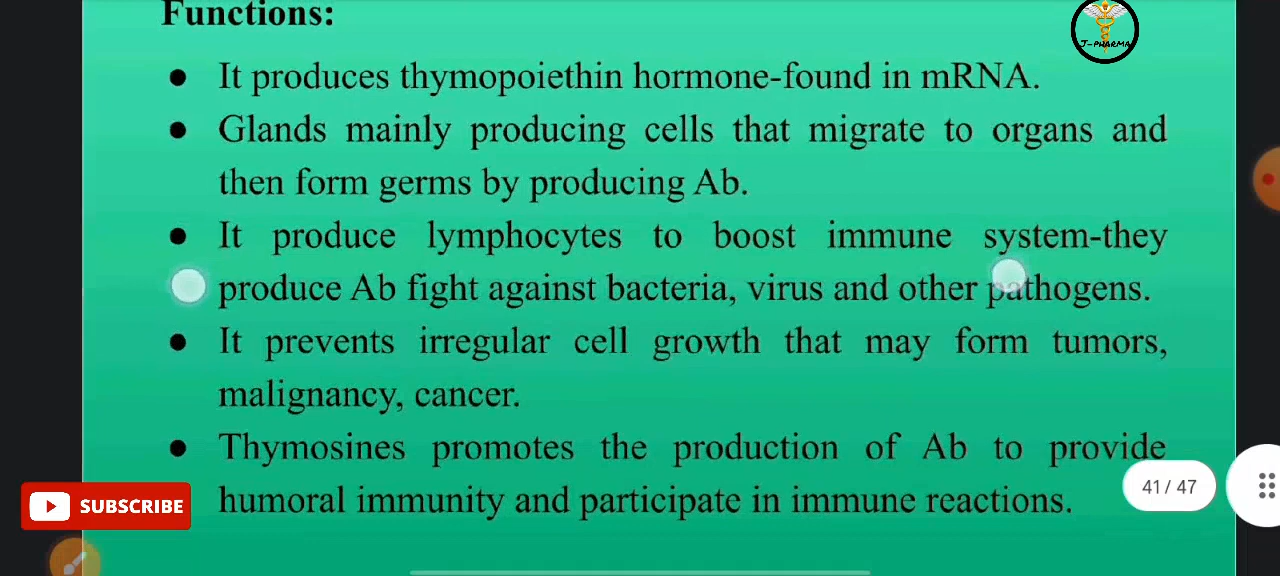 Functions:
J-PHARMA
● It produces thymopoiethin hormone-found in mRNA.
● Glands mainly producing cells that migrate to organs and
then form germs by producing Ab.
● It produce lymphocytes to boost immune system-they
produce Ab fight against bacteria, virus and other pathogens.
● It prevents irregular cell growth that may form tumors,
malignancy, cancer.
● Thymosines promotes the production of Ab to provide
humoral immunity and participate in immune reactions.
41 / 47
SUBSCRIBE